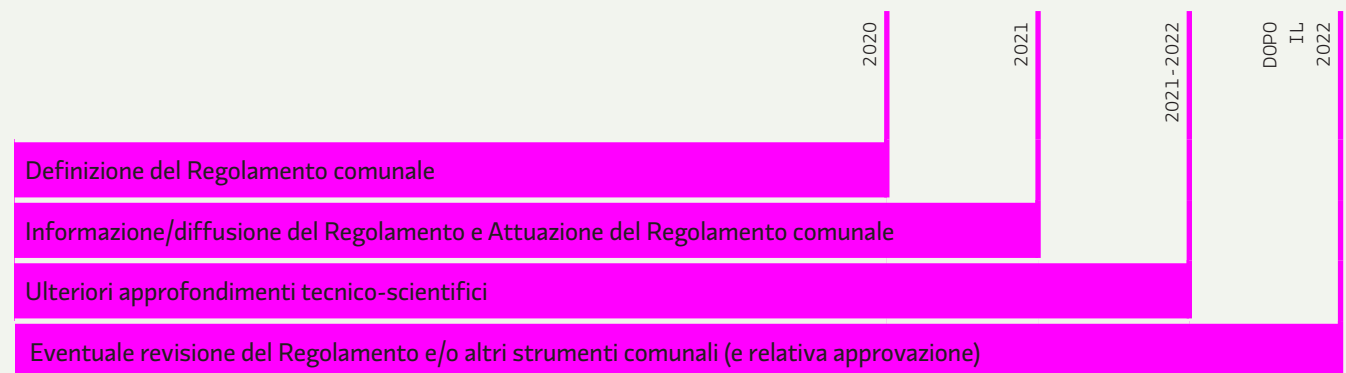 2020
2021
2021-2022
DOPO
IL
2022
Definizione del Regolamento comunale
Informazione/diffusione del Regolamento e Attuazione del Regolamento comunale
Ulteriori approfondimenti tecnico-scientifici
Eventuale revisione del Regolamento e/o altri strumenti comunali (e relativa approvazione)